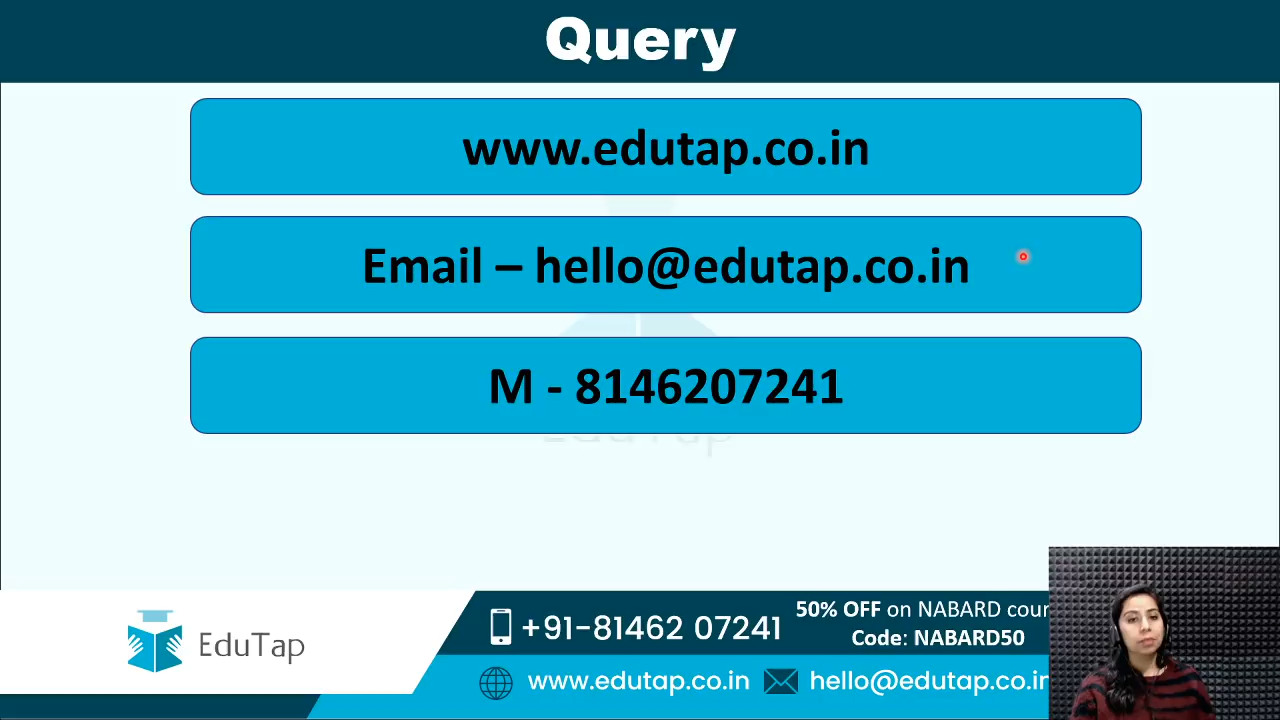 Query
www.edutap.co.in
Email – hello@edutap.co.in
M - 8146207241
EduTap
EduTap
+91-81462 07241
50% OFF on NABARD cour
Code: NABARD50
www.edutap.co.in
hello@edutap.co.in